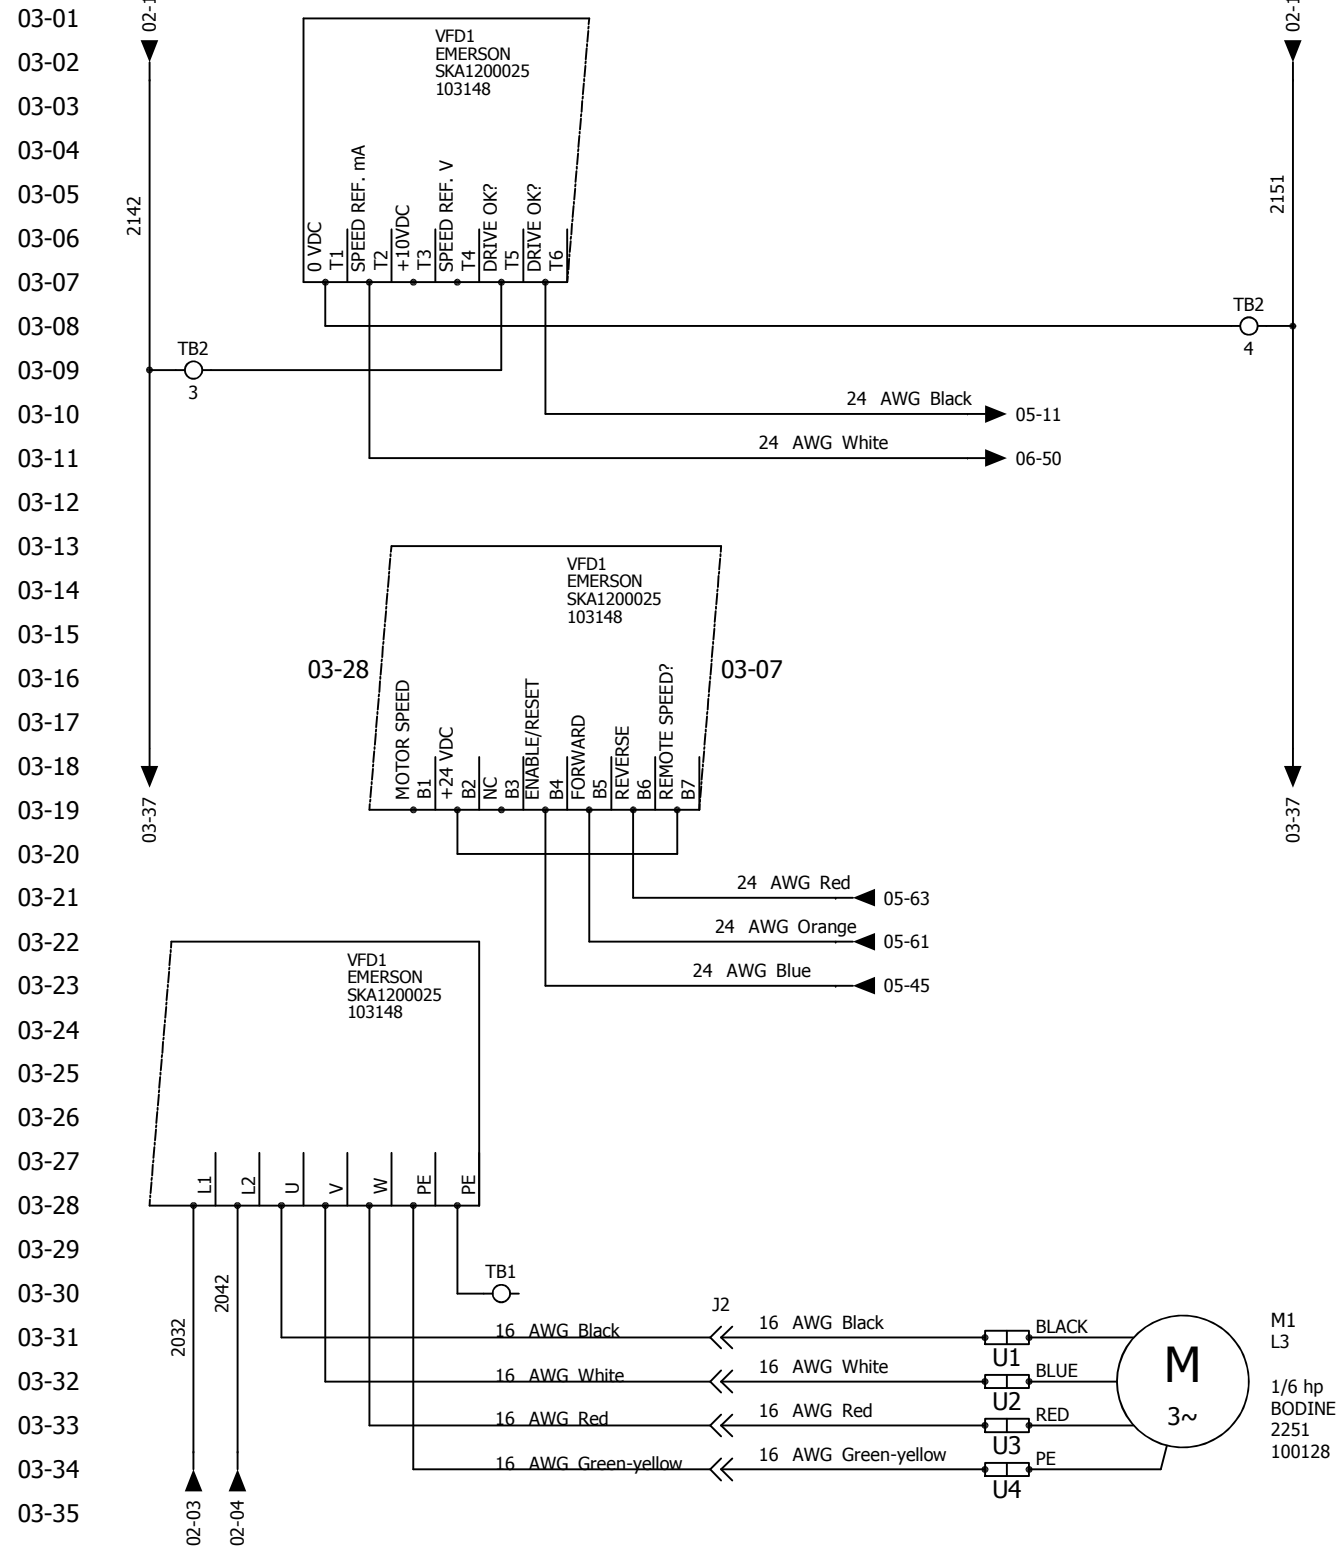 03-01
03-02
03-03
03-04
03-05
03-06
03-07
03-08
03-09
03-10
03-11
03-12
03-13
03-14
03-15
03-16
03-17
03-18
03-19
03-20
03-21
03-22
03-23
03-24
03-25
03-26
03-27
03-28
03-29
03-30
03-31
03-32
03-33
03-34
03-35
02-1
2142
03-37
02-1
2151
03-37
VFD1
EMERSON
SKA1200025
103148
0 VDC
T1
SPEED REF. mA
T2
+10VDC
T3
SPEED REF. V
T4
DRIVE OK?
T5
DRIVE OK?
T6
TB2
4
TB2
3
24 AWG Black
05-11
24 AWG White
06-50
VFD1
EMERSON
SKA1200025
103148
03-28
03-07
MOTOR SPEED
B1
+24 VDC
B2
NC
B3
ENABLE/RESET
B4
FORWARD
B5
REVERSE
B6
REMOTE SPEED?
B7
24 AWG Red
05-63
24 AWG Orange
05-61
24 AWG Blue
05-45
VFD1
EMERSON
SKA1200025
103148
L1
L2
U
V
W
PE
PE
2032
2042
02-03
02-04
TB1
J2
16 AWG Black
16 AWG Black
BLACK
U1
16 AWG White
16 AWG White
BLUE
U2
16 AWG Red
16 AWG Red
RED
U3
16 AWG Green-yellow
16 AWG Green-yellow
PE
U4
M
3~
M1
L3
1/6 hp
BODINE
2251
100128